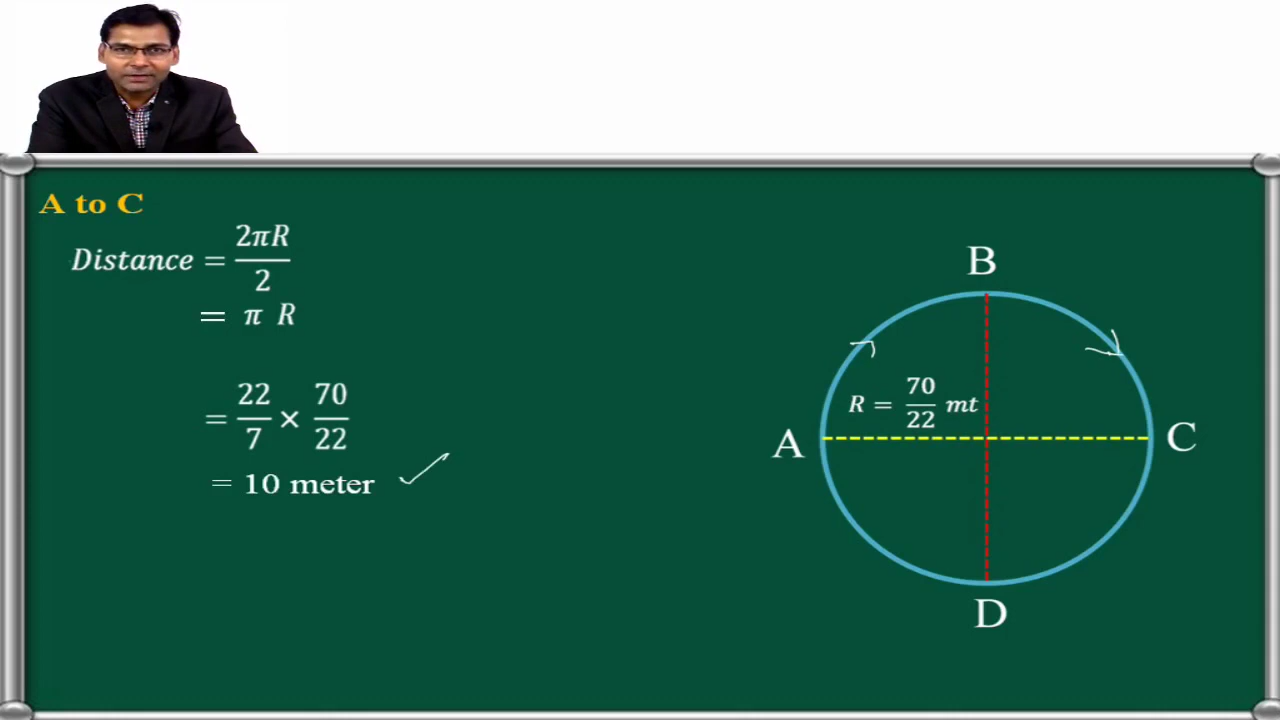 A to C
Distance = 2πR / 2
= π R
= 22/7 × 70/22
= 10 meter
B
R = 70/22 mt
A
C
D